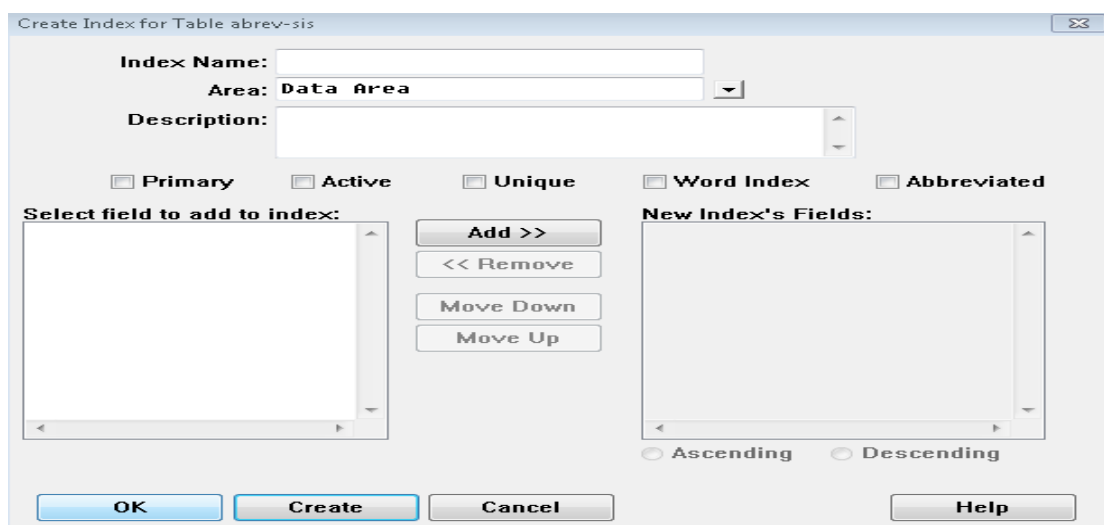 Create Index for Table abrev-sis
Index Name:
Area: Data Area
Description:
Primary Active Unique Word Index Abbreviated
Select field to add to index: New Index's Fields:
Add >>
<< Remove
Move Down
Move Up
Ascending Descending
OK Create Cancel Help